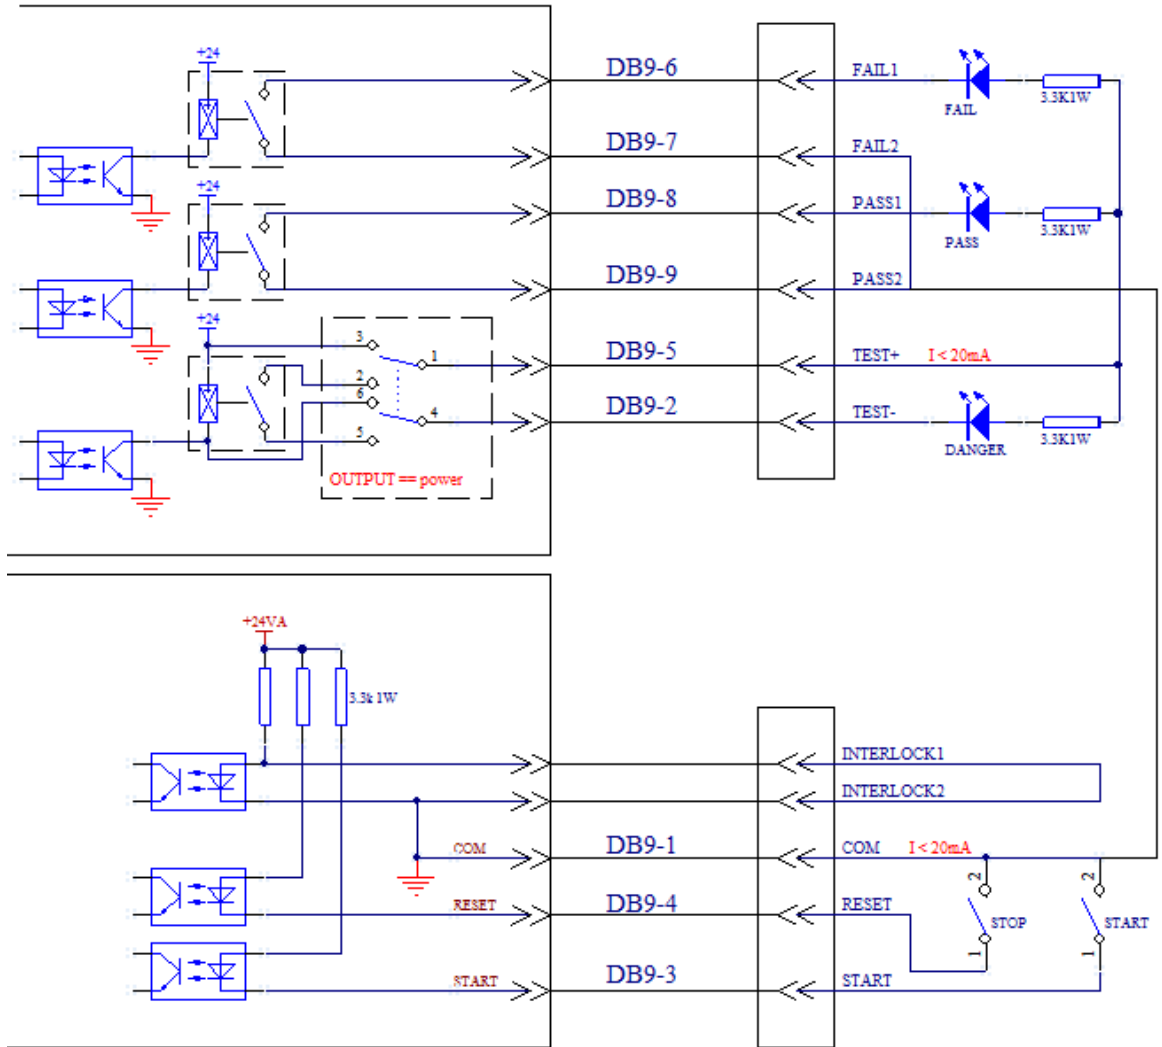 +24
DB9-6
FAIL1
FAIL
3.3K1W
DB9-7
FAIL2
+24
DB9-8
PASS1
PASS
3.3K1W
DB9-9
PASS2
+24
3
1
DB9-5
TEST+
I < 20mA
2
6
4
DB9-2
TEST-
DANGER
3.3K1W
5
OUTPUT == power
+24VA
3.3k 1W
INTERLOCK1
INTERLOCK2
COM
DB9-1
COM
I < 20mA
2
2
RESET
DB9-4
RESET
STOP
START
1
1
START
DB9-3
START